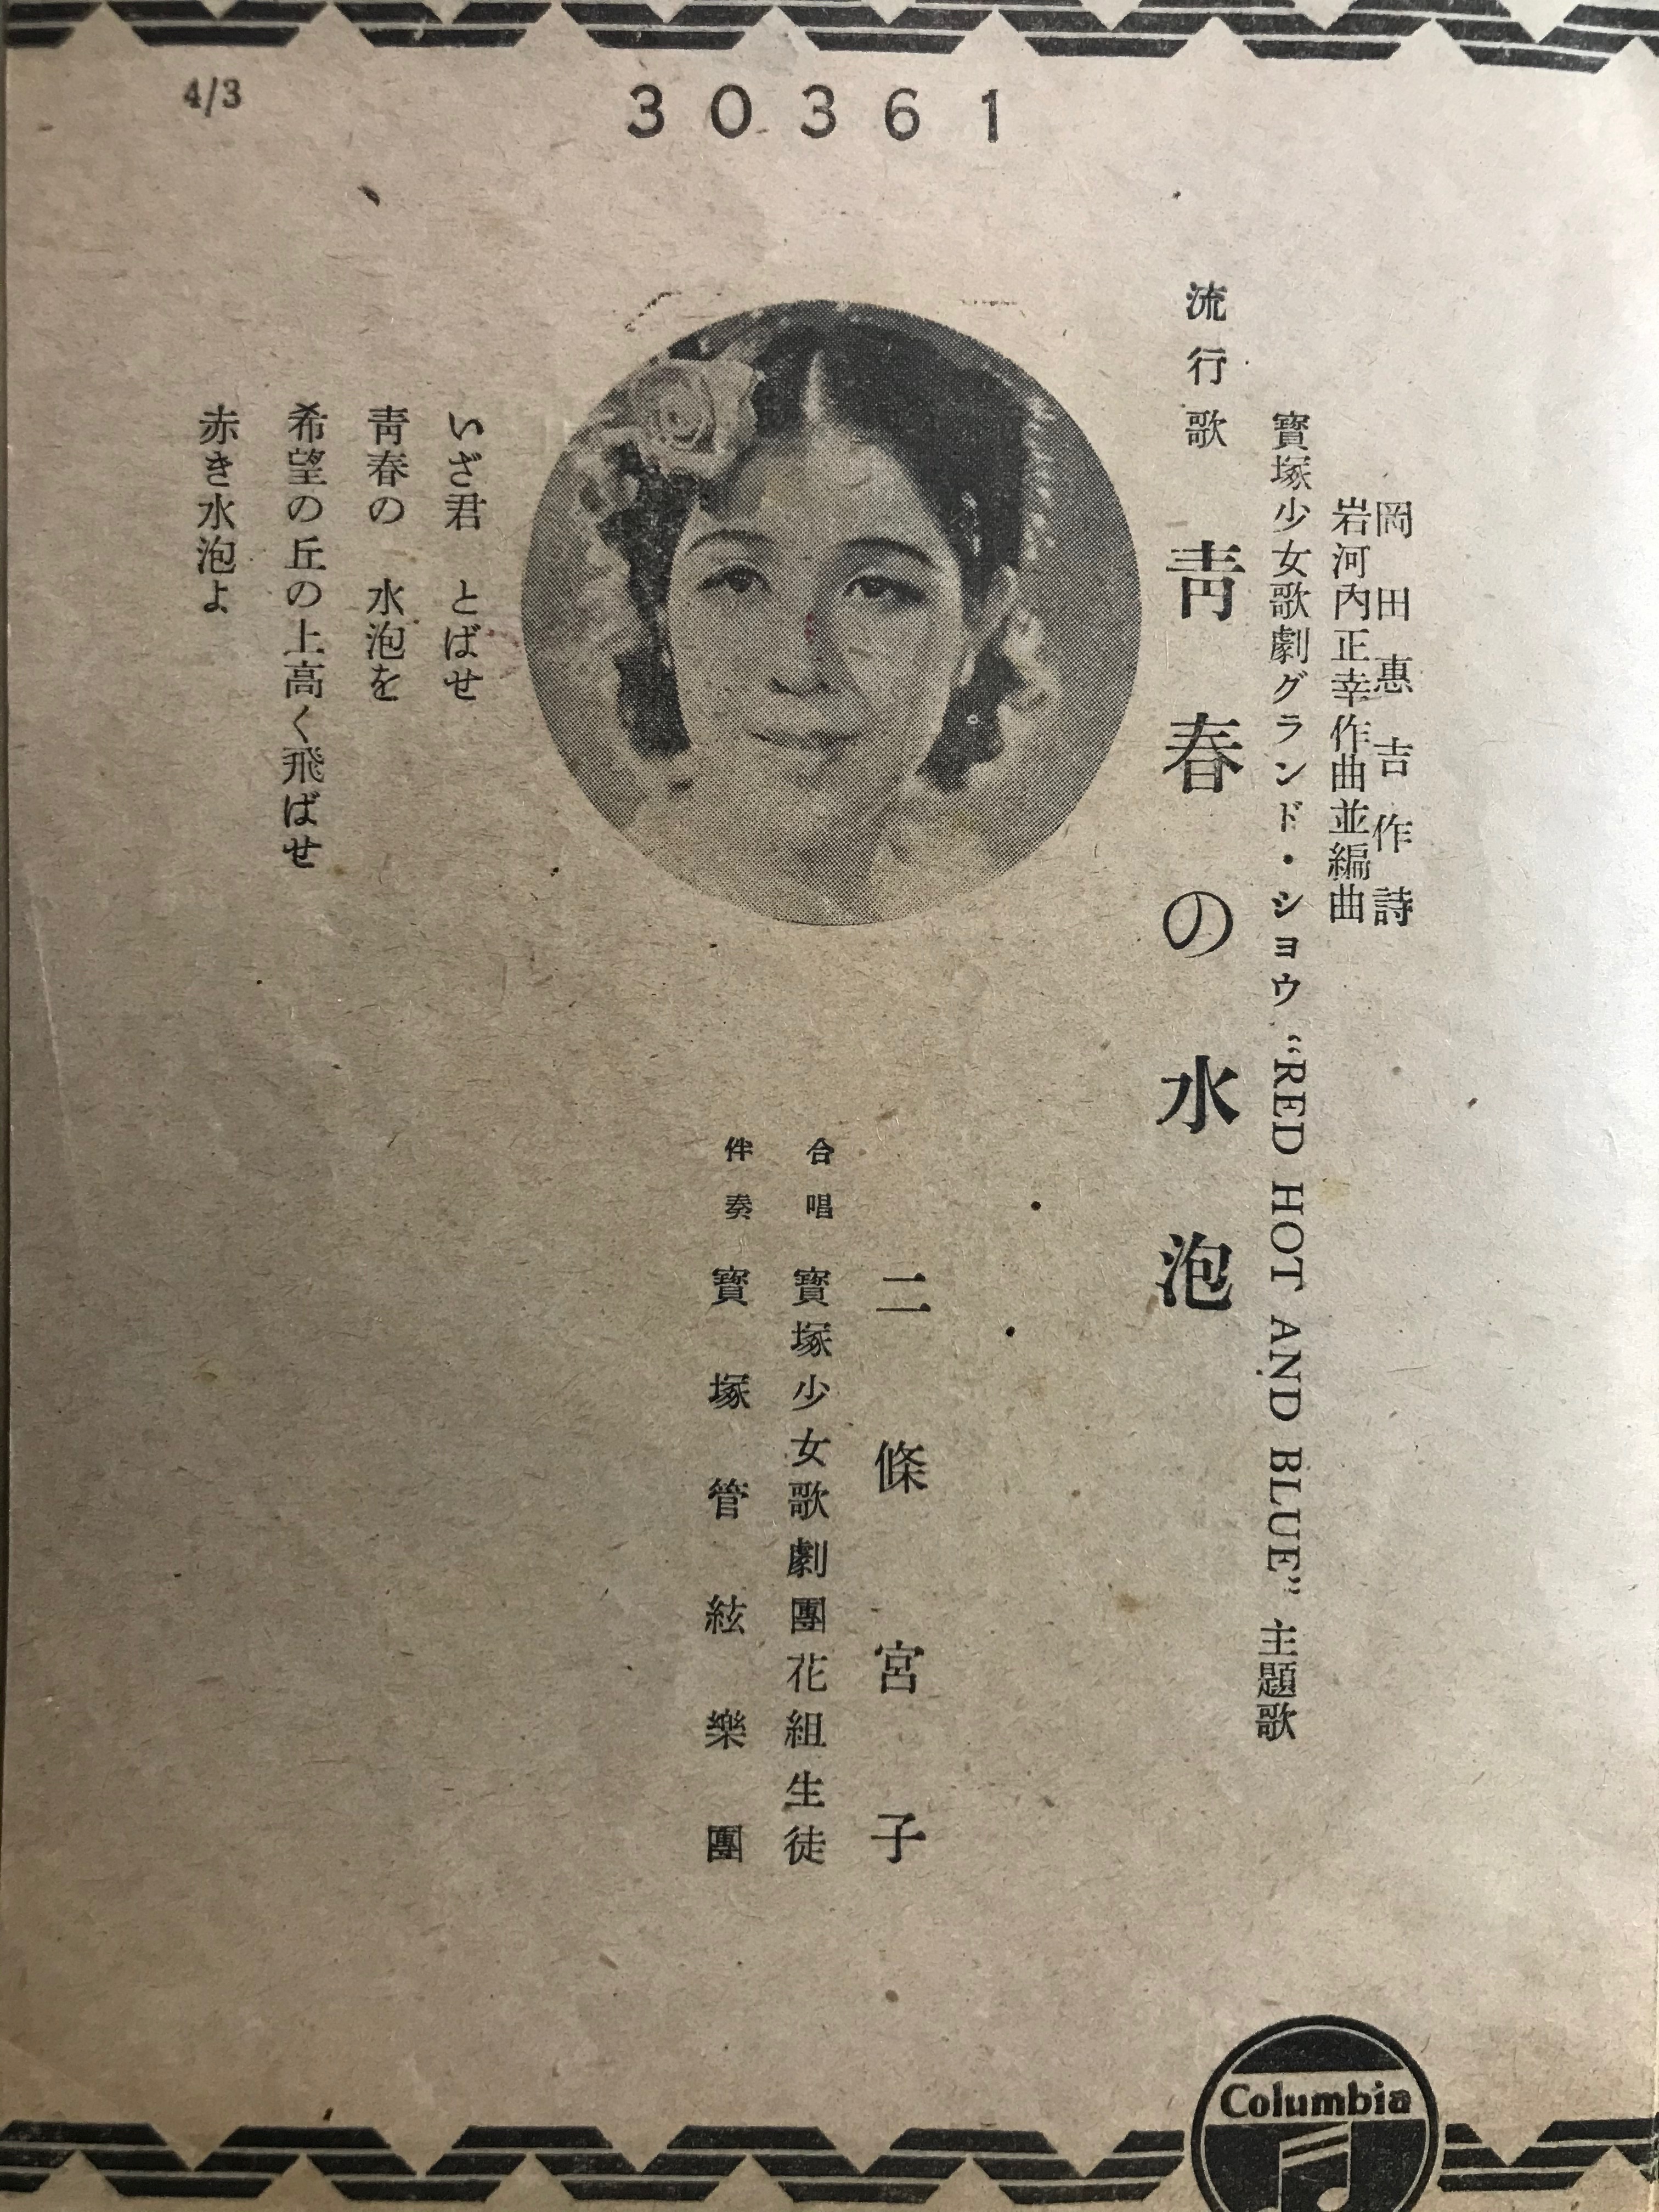 30361
4/3
岡田惠吉作詩
岩河内正幸作曲並編曲
寶塚少女歌劇グランド・ショウ “RED HOT AND BLUE” 主題歌
流行歌 靑春の水泡
二條宮子
合唱 寶塚少女歌劇團花組生徒
伴奏 寶塚管絃樂團
いざ君 とばせ
靑春の 水泡を
希望の丘の上高く飛ばせ
赤き水泡よ
Columbia